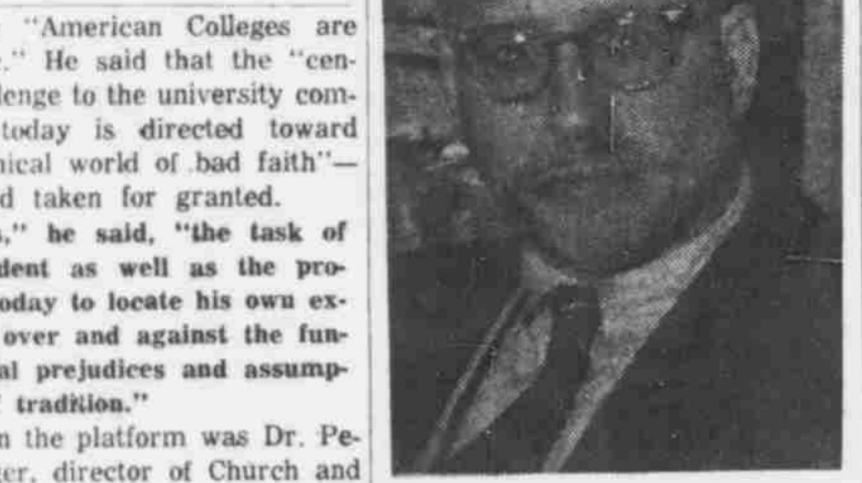 "American Colleges are
." He said that the "cen-
lenge to the university com-
today is directed toward
nical world of bad faith"—
d taken for granted.
s," he said, "the task of
dent as well as the pro-
oday to locate his own ex-
over and against the fun-
al prejudices and assump-
tradition."
n the platform was Dr. Pe-
ger, director of Church and